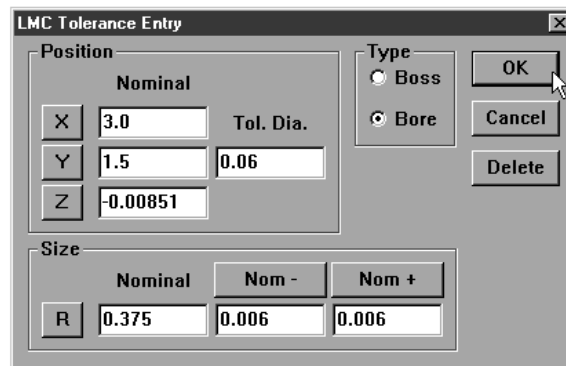 LMC Tolerance Entry
Position
Nominal
X 3.0 Tol. Dia.
Y 1.5 0.06
Z -0.00851
Type
Boss
Bore
OK
Cancel
Delete
Size
Nominal Nom - Nom +
R 0.375 0.006 0.006